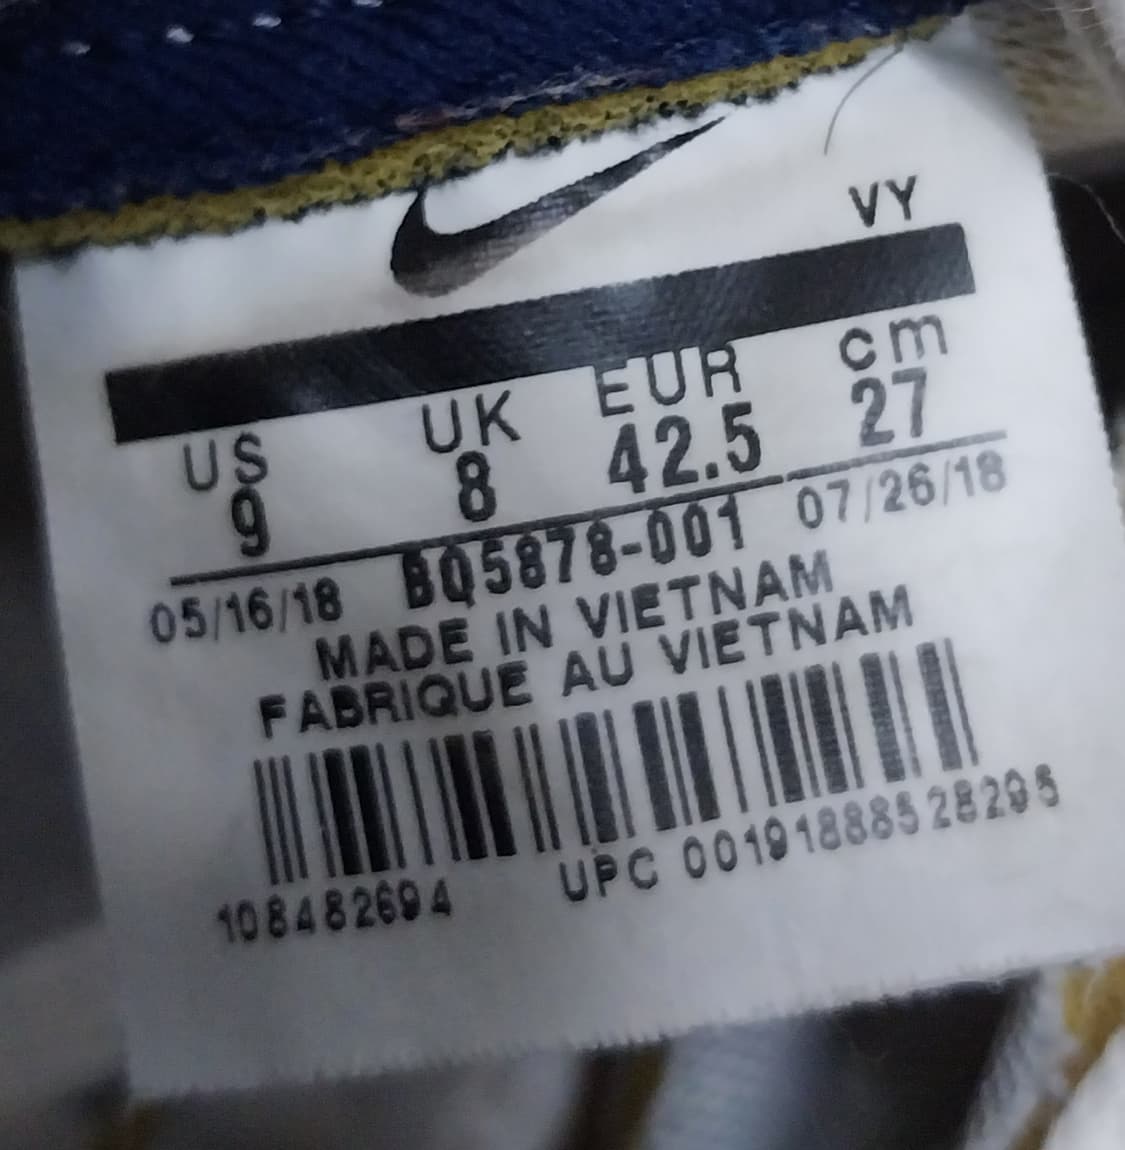 VY
US UK EUR cm
9 8 42.5 27
05/16/18 BQ5878-001 07/26/18
MADE IN VIETNAM
FABRIQUE AU VIETNAM
108482694 UPC 00191888528295